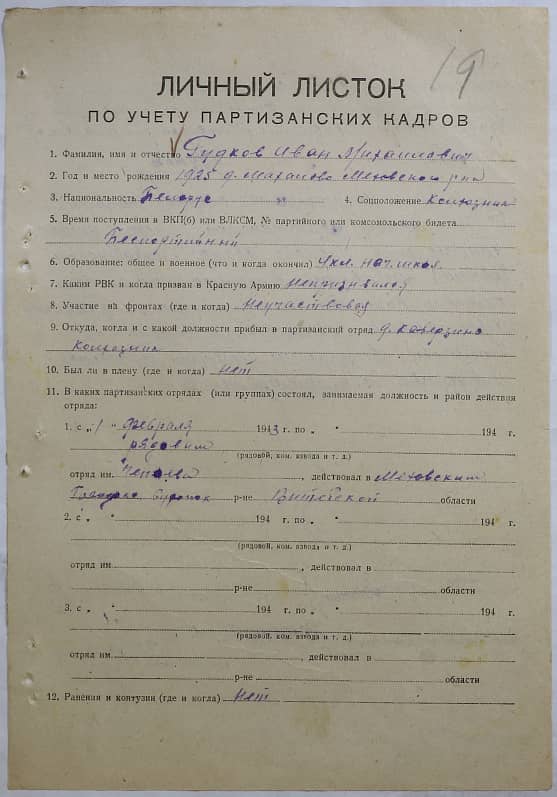 19
ЛИЧНЫЙ ЛИСТОК
ПО УЧЕТУ ПАРТИЗАНСКИХ КАДРОВ
1. Фамилия, имя и отчество Гудков Иван Михайлович
2. Год и место рождения 1925 д. Маханово Меховского р-на
3. Национальность Белорус 4. Соцположение Колхозник
5. Время поступления в ВКП(б) или ВЛКСМ, № партийного или комсомольского билета
Беспортийный
6. Образование: общее и военное (что и когда окончил) 4 кл. нач. школ.
7. Каким РВК и когда призван в Красную Армию Непризывался
8. Участие на фронтах (где и когда) Неучаствовал
9. Откуда, когда и с какой должности прибыл в партизанский отряд д.
Колхозник
10. Был ли в плену (где и когда) нет
11. В каких партизанских отрядах (или группах) состоял, занимаемая должность и район действия
отряда:
1. с „1 " февраля 1943 г. по „ " 194 г.
рядовым
(рядовой, ком. взвода и т. д.)
отряд им. Чепаева, действовал в Меховским
р-не Витебской области
2. с „ " 194 г. по „ " 194 г.
(рядовой, ком. взвода и т. д.)
отряд им. , действовал в
р-не области
3. с „ " 194 г. по „ " 194 г.
(рядовой, ком. взвода и т. д.)
отряд им. , действовал в
р-не области
12. Ранения и контузии (где и когда) нет